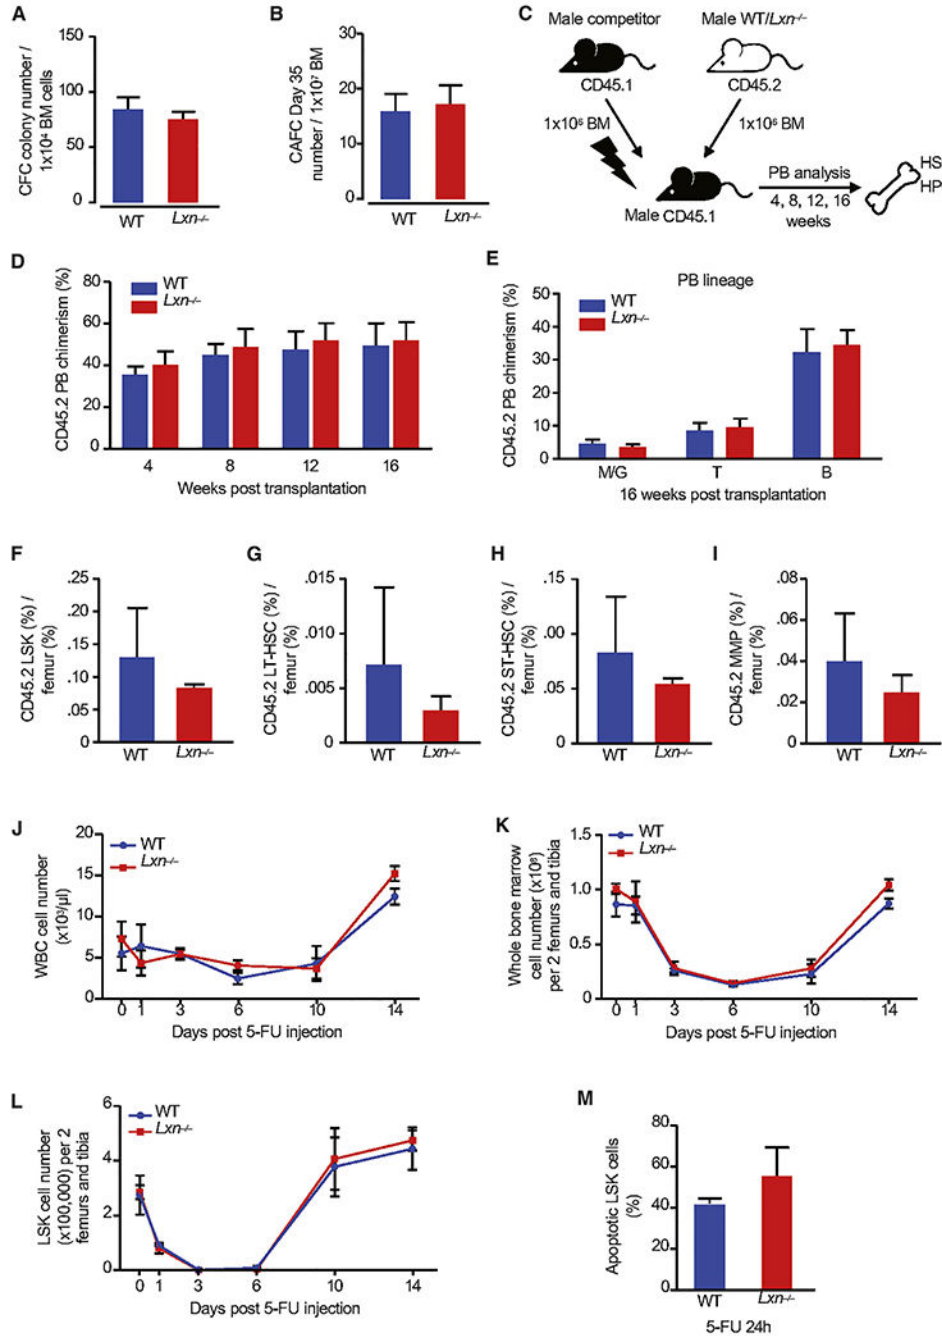 A
CFC colony number /
1x10⁴ BM cells
150
100
50
0
WT
Lxn-/-
B
CAFC Day 35
number / 1x10⁷ BM
30
20
10
0
WT
Lxn-/-
C
Male competitor
Male WT/Lxn-/-
CD45.1
CD45.2
1x10⁶ BM
1x10⁶ BM
Male CD45.1
PB analysis
4, 8, 12, 16
weeks
HS
HP
D
CD45.2 PB chimerism (%)
80
60
40
20
0
WT
Lxn-/-
4
8
12
16
Weeks post transplantation
E
PB lineage
CD45.2 PB chimerism (%)
50
40
30
20
10
0
WT
Lxn-/-
M/G
T
B
16 weeks post transplantation
F
CD45.2 LSK (%) /
femur (%)
.25
.20
.15
.10
0
WT
Lxn-/-
G
CD45.2 LT-HSC (%) /
femur (%)
.015
.010
.005
0
WT
Lxn-/-
H
CD45.2 ST-HSC (%) /
femur (%)
.15
.00
.05
0
WT
Lxn-/-
I
CD45.2 MMP (%) /
femur (%)
.08
.06
.04
.02
0
WT
Lxn-/-
J
WBC cell number
(x10³/µl)
20
15
10
5
0
WT
Lxn-/-
0
1
3
6
10
14
Days post 5-FU injection
K
Whole bone marrow
cell number (x10⁸)
per 2 femurs and tibia
1.5
1.0
0.5
0
WT
Lxn-/-
0
1
3
6
10
14
Days post 5-FU injection
L
LSK cell number
(x100,000) per 2
femurs and tibia
6
4
2
0
WT
Lxn-/-
0
1
3
6
10
14
Days post 5-FU injection
M
Apoptotic LSK cells
(%)
80
60
40
20
0
WT
Lxn-/-
5-FU 24h